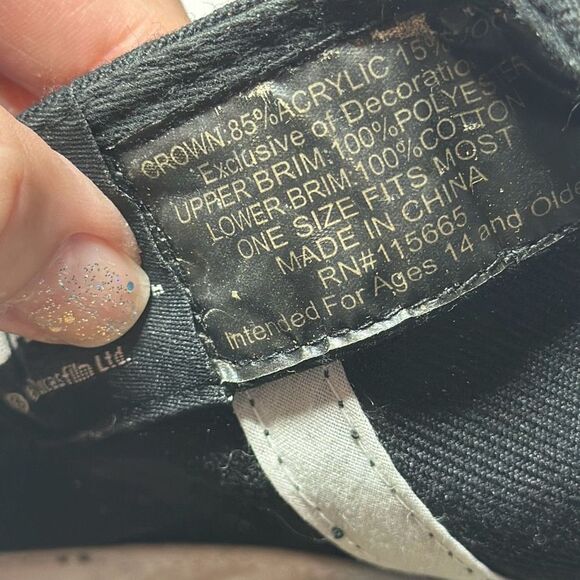 CROWN 85% ACRYLIC 15%
Exclusive of Decoration
UPPER BRIM:100%POLYESTER
LOWER BRIM:100%COTTON
ONE SIZE FITS MOST
MADE IN CHINA
RN#115665
Intended For Ages 14 and Olde
© & Lucasfilm Ltd.